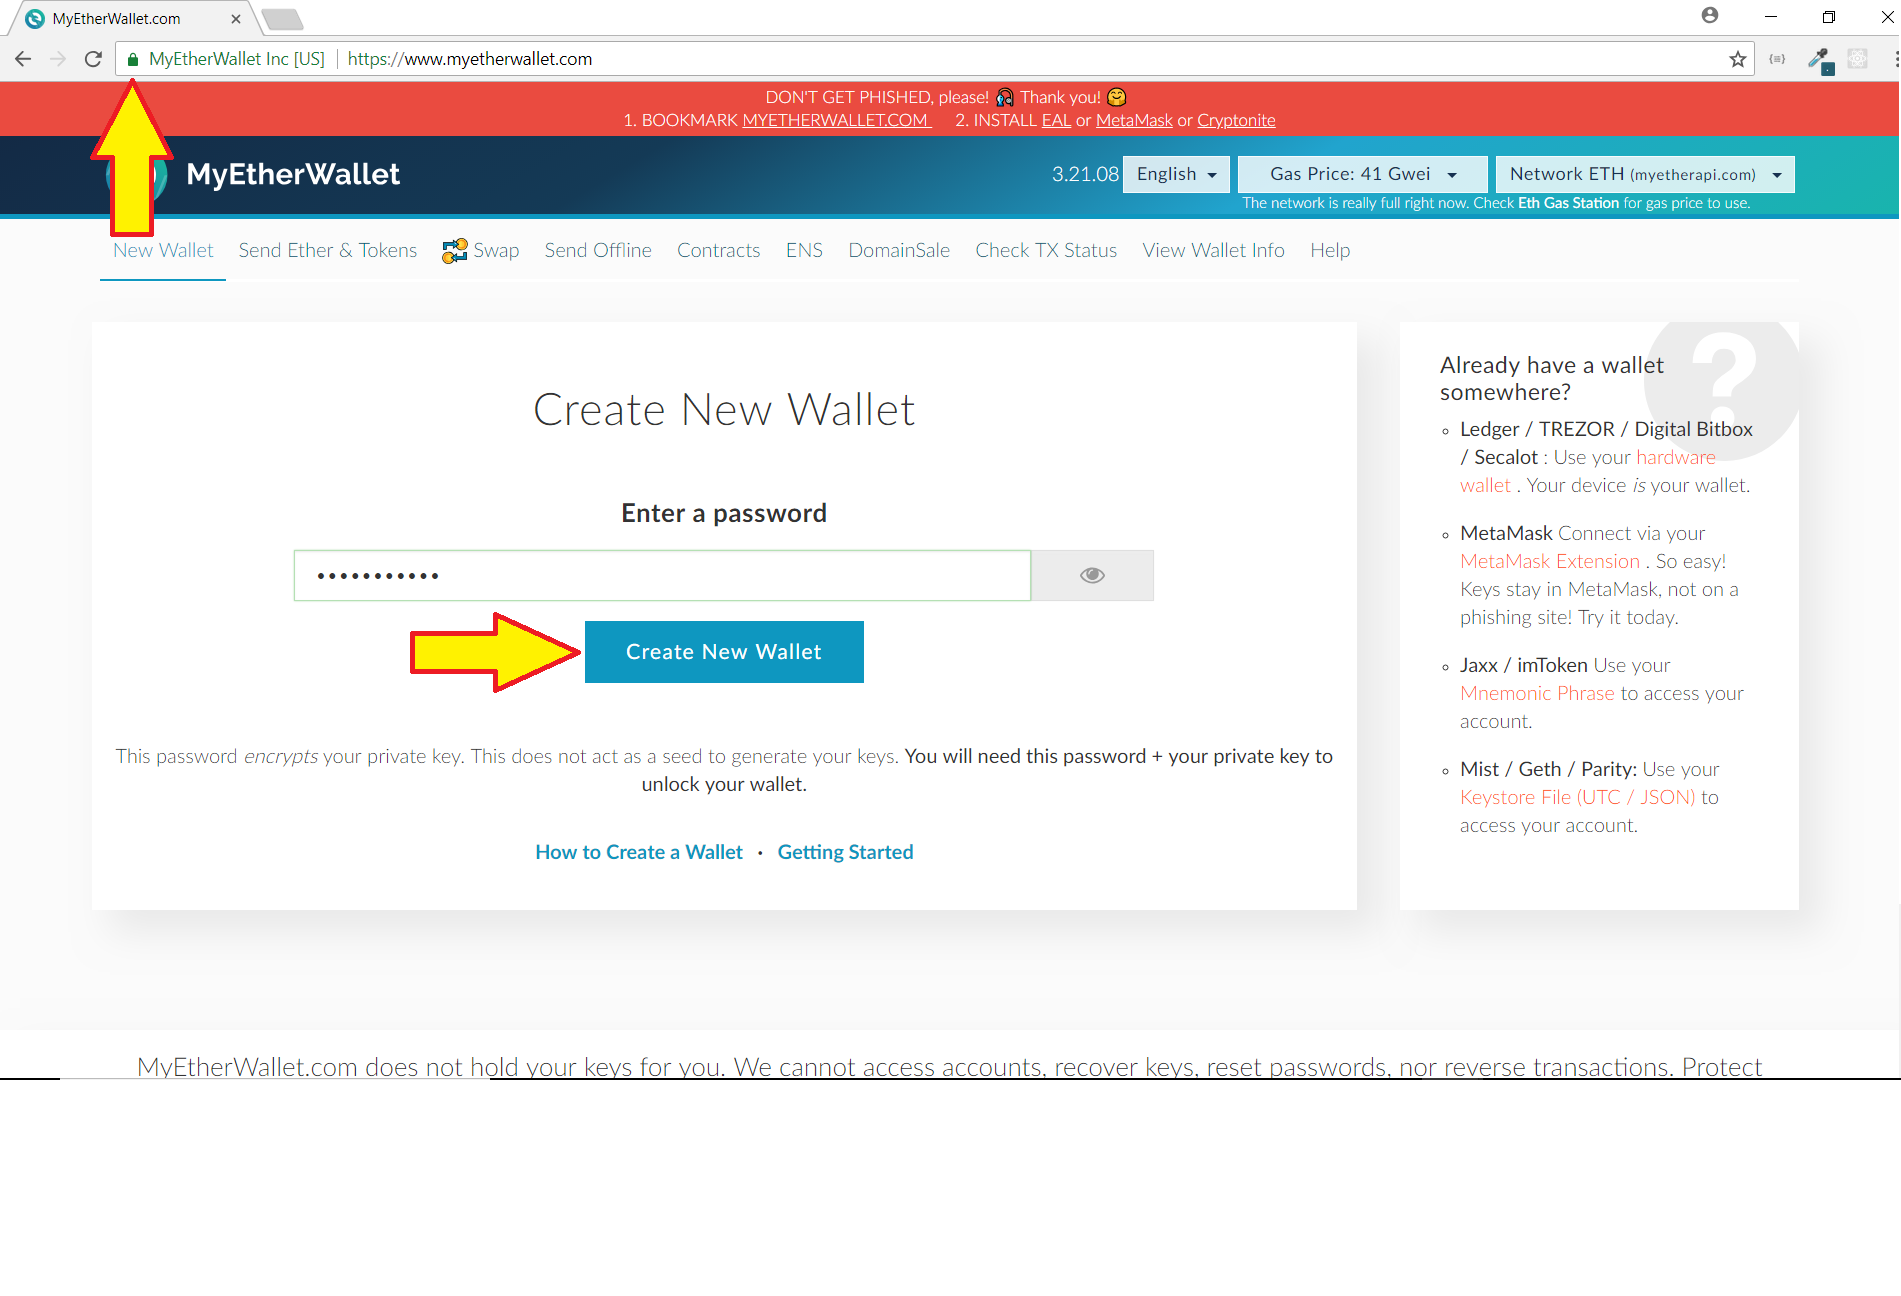 MyEtherWallet.com
MyEtherWallet Inc [US] https://www.myetherwallet.com
DON'T GET PHISHED, please! Thank you!
1. BOOKMARK MYETHERWALLET.COM 2. INSTALL EAL or MetaMask or Cryptonite
MyEtherWallet
3.21.08 English Gas Price: 41 Gwei Network ETH (myetherapi.com)
The network is really full right now. Check Eth Gas Station for gas price to use.
New Wallet Send Ether & Tokens Swap Send Offline Contracts ENS DomainSale Check TX Status View Wallet Info Help
Create New Wallet
Enter a password
Create New Wallet
This password encrypts your private key. This does not act as a seed to generate your keys. You will need this password + your private key to
unlock your wallet.
How to Create a Wallet · Getting Started
Already have a wallet
somewhere?
Ledger / TREZOR / Digital Bitbox
/ Secalot : Use your hardware
wallet . Your device is your wallet.
MetaMask Connect via your
MetaMask Extension . So easy!
Keys stay in MetaMask, not on a
phishing site! Try it today.
Jaxx / imToken Use your
Mnemonic Phrase to access your
account.
Mist / Geth / Parity: Use your
Keystore File (UTC / JSON) to
access your account.
MyEtherWallet.com does not hold your keys for you. We cannot access accounts, recover keys, reset passwords, nor reverse transactions. Protect